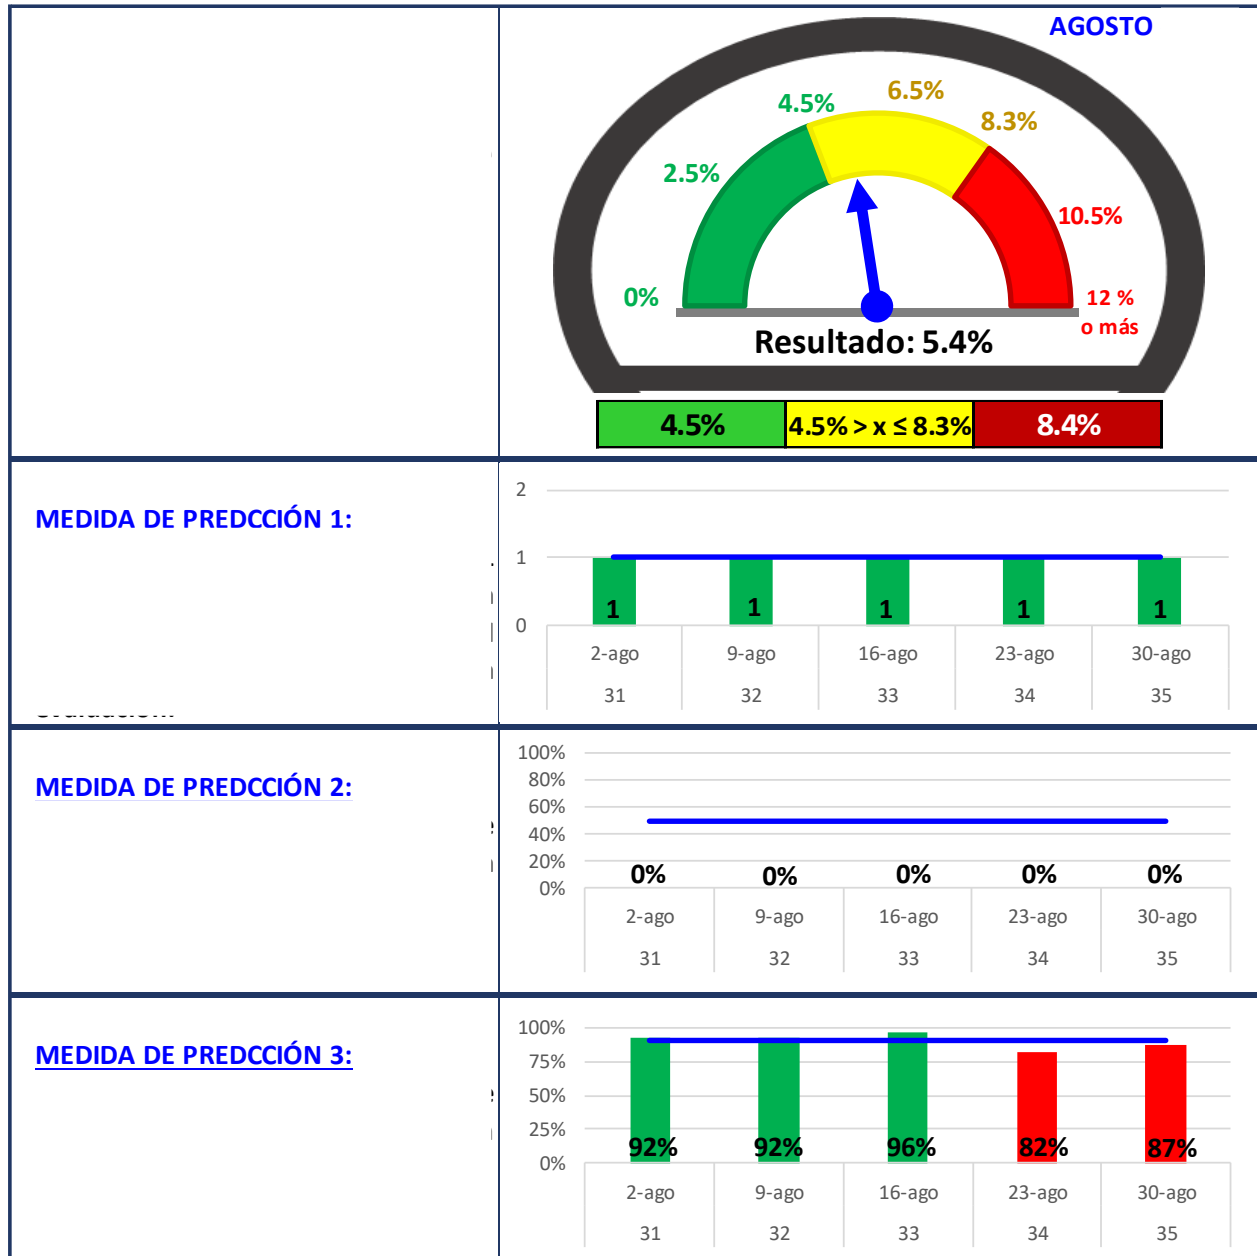 AGOSTO
6.5%
4.5%
8.3%
2.5%
10.5%
0%
12 %
o más
Resultado: 5.4%
4.5% 4.5% > x ≤ 8.3% 8.4%
MEDIDA DE PREDCCIÓN 1:
2
1
0
1 1 1 1 1
2-ago 9-ago 16-ago 23-ago 30-ago
31 32 33 34 35
MEDIDA DE PREDCCIÓN 2:
100%
80%
60%
40%
20%
0%
0% 0% 0% 0% 0%
2-ago 9-ago 16-ago 23-ago 30-ago
31 32 33 34 35
MEDIDA DE PREDCCIÓN 3:
100%
75%
50%
25%
0%
92% 92% 96% 82% 87%
2-ago 9-ago 16-ago 23-ago 30-ago
31 32 33 34 35